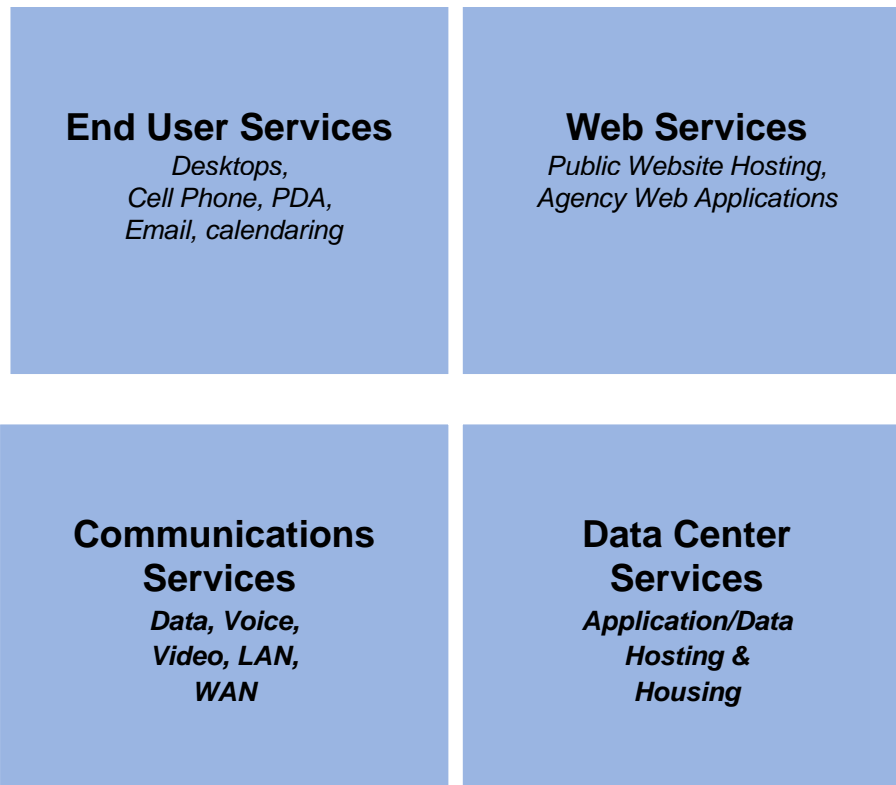 End User Services
Desktops,
Cell Phone, PDA,
Email, calendaring
Web Services
Public Website Hosting,
Agency Web Applications
Communications
Services
Data, Voice,
Video, LAN,
WAN
Data Center
Services
Application/Data
Hosting &
Housing